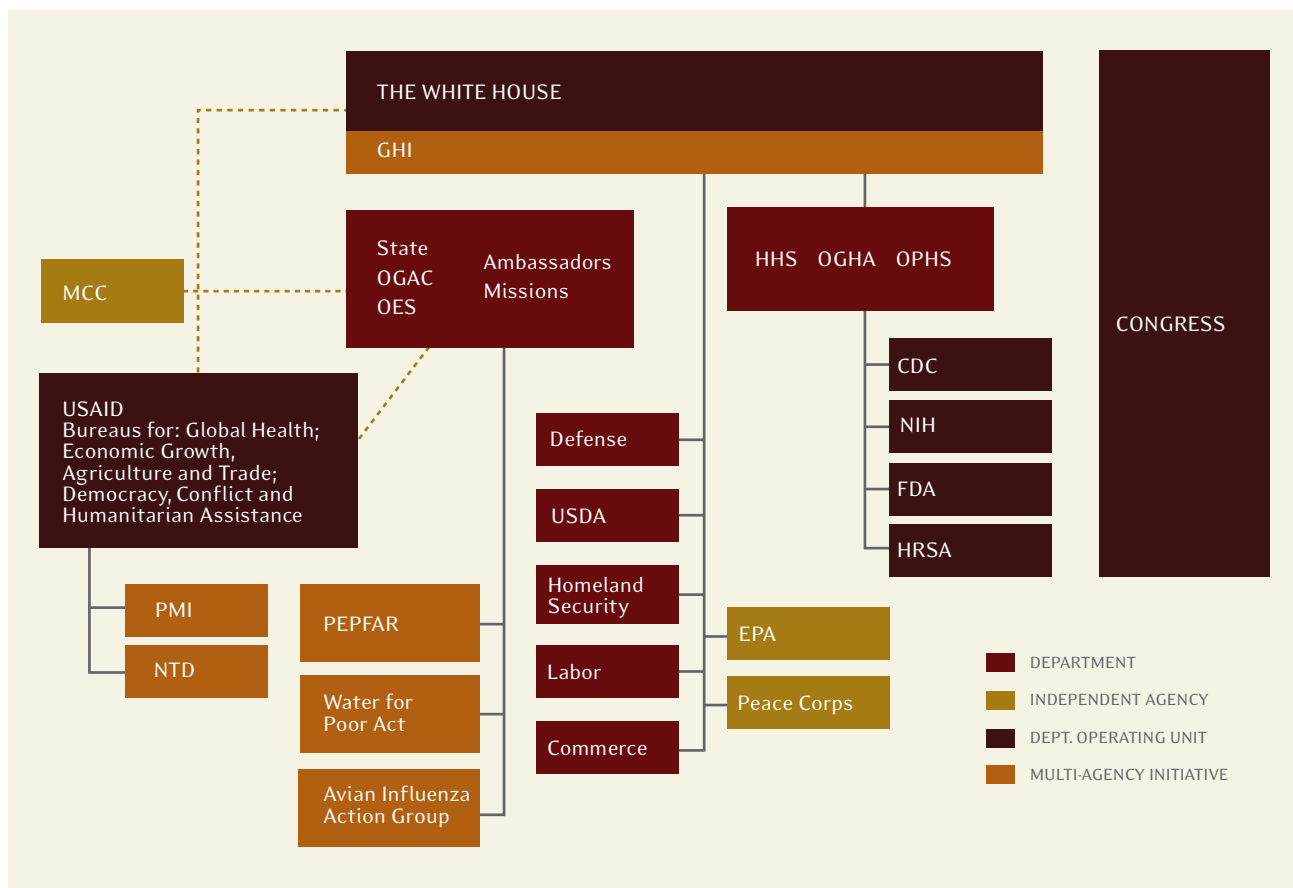 THE WHITE HOUSE
GHI
State
OGAC
OES
Ambassadors
Missions
HHS OGHA OPHS
MCC
CONGRESS
USAID
Bureaus for: Global Health;
Economic Growth,
Agriculture and Trade;
Democracy, Conflict and
Humanitarian Assistance
PMI
NTD
PEPFAR
Water for
Poor Act
Avian Influenza
Action Group
Defense
USDA
Homeland
Security
Labor
Commerce
CDC
NIH
FDA
HRSA
EPA
Peace Corps
DEPARTMENT
INDEPENDENT AGENCY
DEPT. OPERATING UNIT
MULTI-AGENCY INITIATIVE